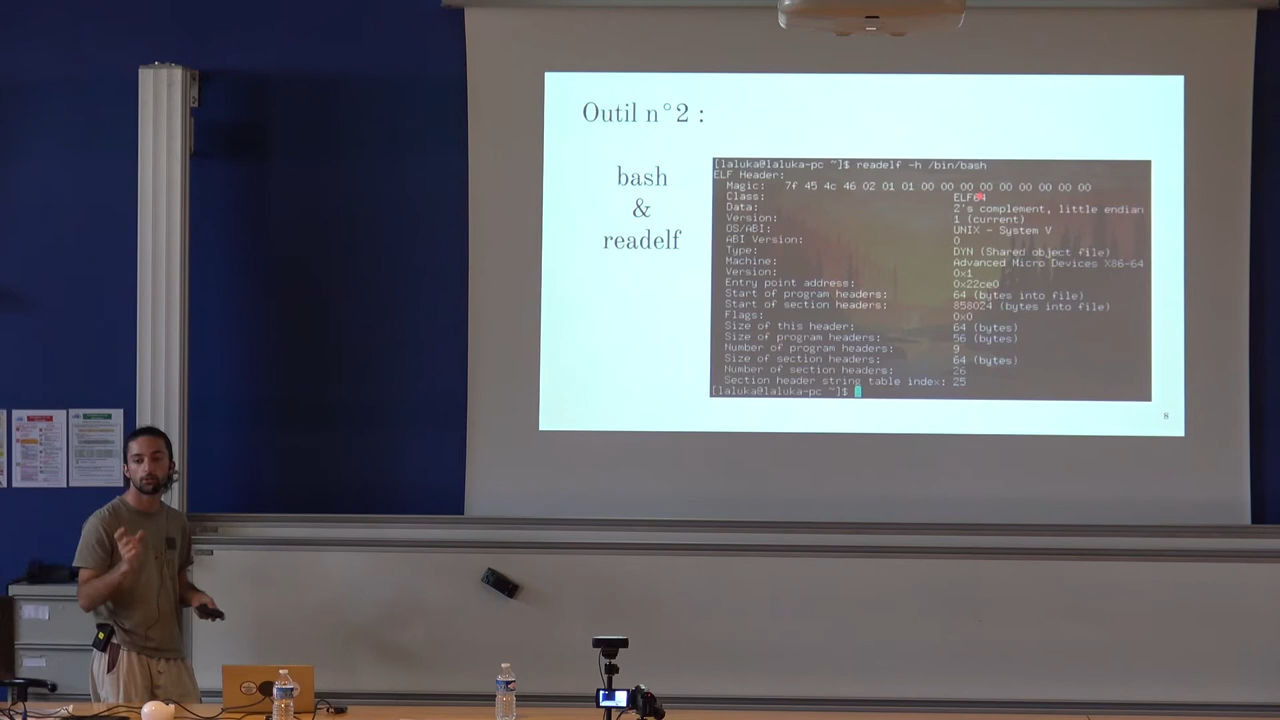 Outil n°2 :
bash
&
readelf
[laluka@laluka-pc ~]$ readelf -h /bin/bash
ELF Header:
Magic: 7f 45 4c 46 02 01 01 00 00 00 00 00 00 00 00 00
Class: ELF64
Data: 2's complement, little endian
Version: 1 (current)
OS/ABI: UNIX - System V
ABI Version: 0
Type: DYN (Shared object file)
Machine: Advanced Micro Devices X86-64
Version: 0x1
Entry point address: 0x22ce0
Start of program headers: 64 (bytes into file)
Start of section headers: 858024 (bytes into file)
Flags: 0x0
Size of this header: 64 (bytes)
Size of program headers: 56 (bytes)
Number of program headers: 9
Size of section headers: 64 (bytes)
Number of section headers: 26
Section header string table index: 25
[laluka@laluka-pc ~]$
8